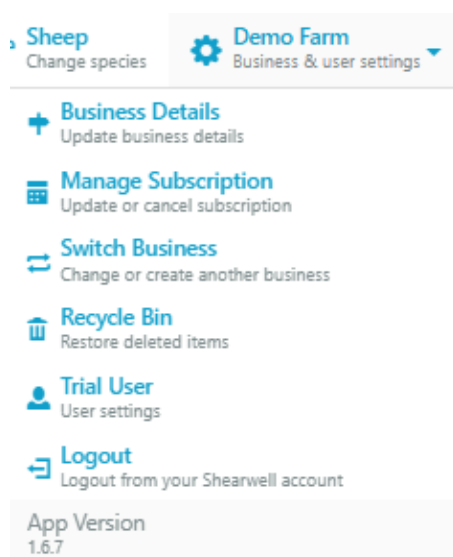 Sheep
Change species
Demo Farm
Business & user settings
Business Details
Update business details
Manage Subscription
Update or cancel subscription
Switch Business
Change or create another business
Recycle Bin
Restore deleted items
Trial User
User settings
Logout
Logout from your Shearwell account
App Version
1.6.7